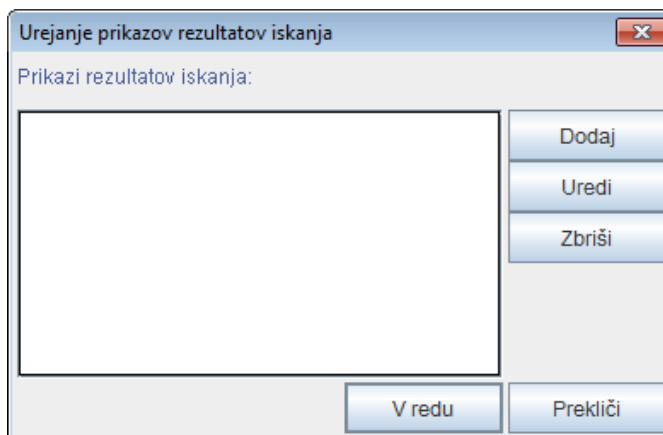 Urejanje prikazov rezultatov iskanja
Prikazi rezultatov iskanja:
Dodaj
Uredi
Zbriši
V redu
Prekliči